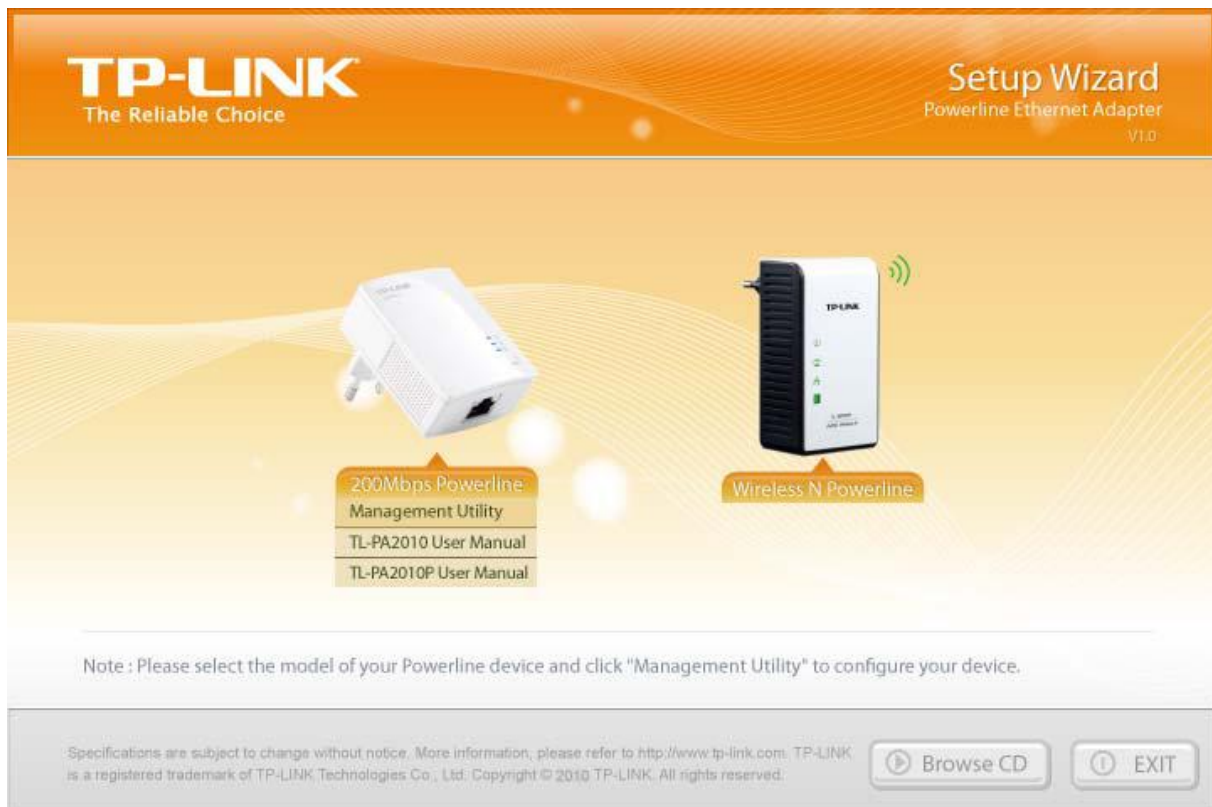 TP-LINK
The Reliable Choice
Setup Wizard
Powerline Ethernet Adapter
V1.0
TP-LINK
TP-LINK
200Mbps Powerline
Management Utility
TL-PA2010 User Manual
TL-PA2010P User Manual
Wireless N Powerline
Note : Please select the model of your Powerline device and click "Management Utility" to configure your device.
Specifications are subject to change without notice. More information, please refer to http://www.tp-link.com. TP-LINK
is a registered trademark of TP-LINK Technologies Co., Ltd. Copyright © 2010 TP-LINK. All rights reserved.
Browse CD
EXIT